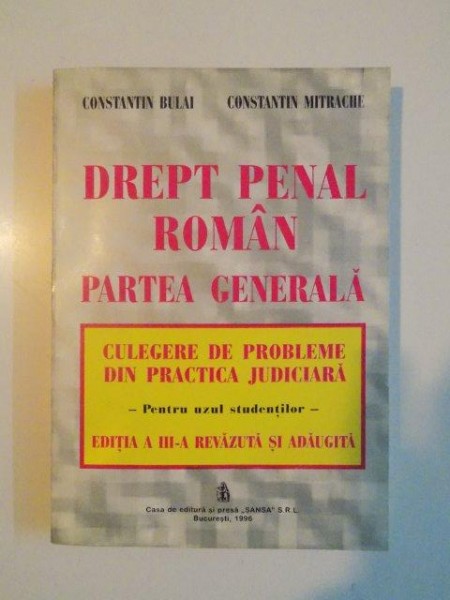 CONSTANTIN BULAI CONSTANTIN MITRACHE
DREPT PENAL
ROMÂN
PARTEA GENERALĂ
CULEGERE DE PROBLEME
DIN PRACTICA JUDICIARĂ
– Pentru uzul studenților –
EDIȚIA A III-A REVĂZUTĂ ȘI ADĂUGITĂ
Casa de editură și presă „ȘANSA" S.R.L.
București, 1996